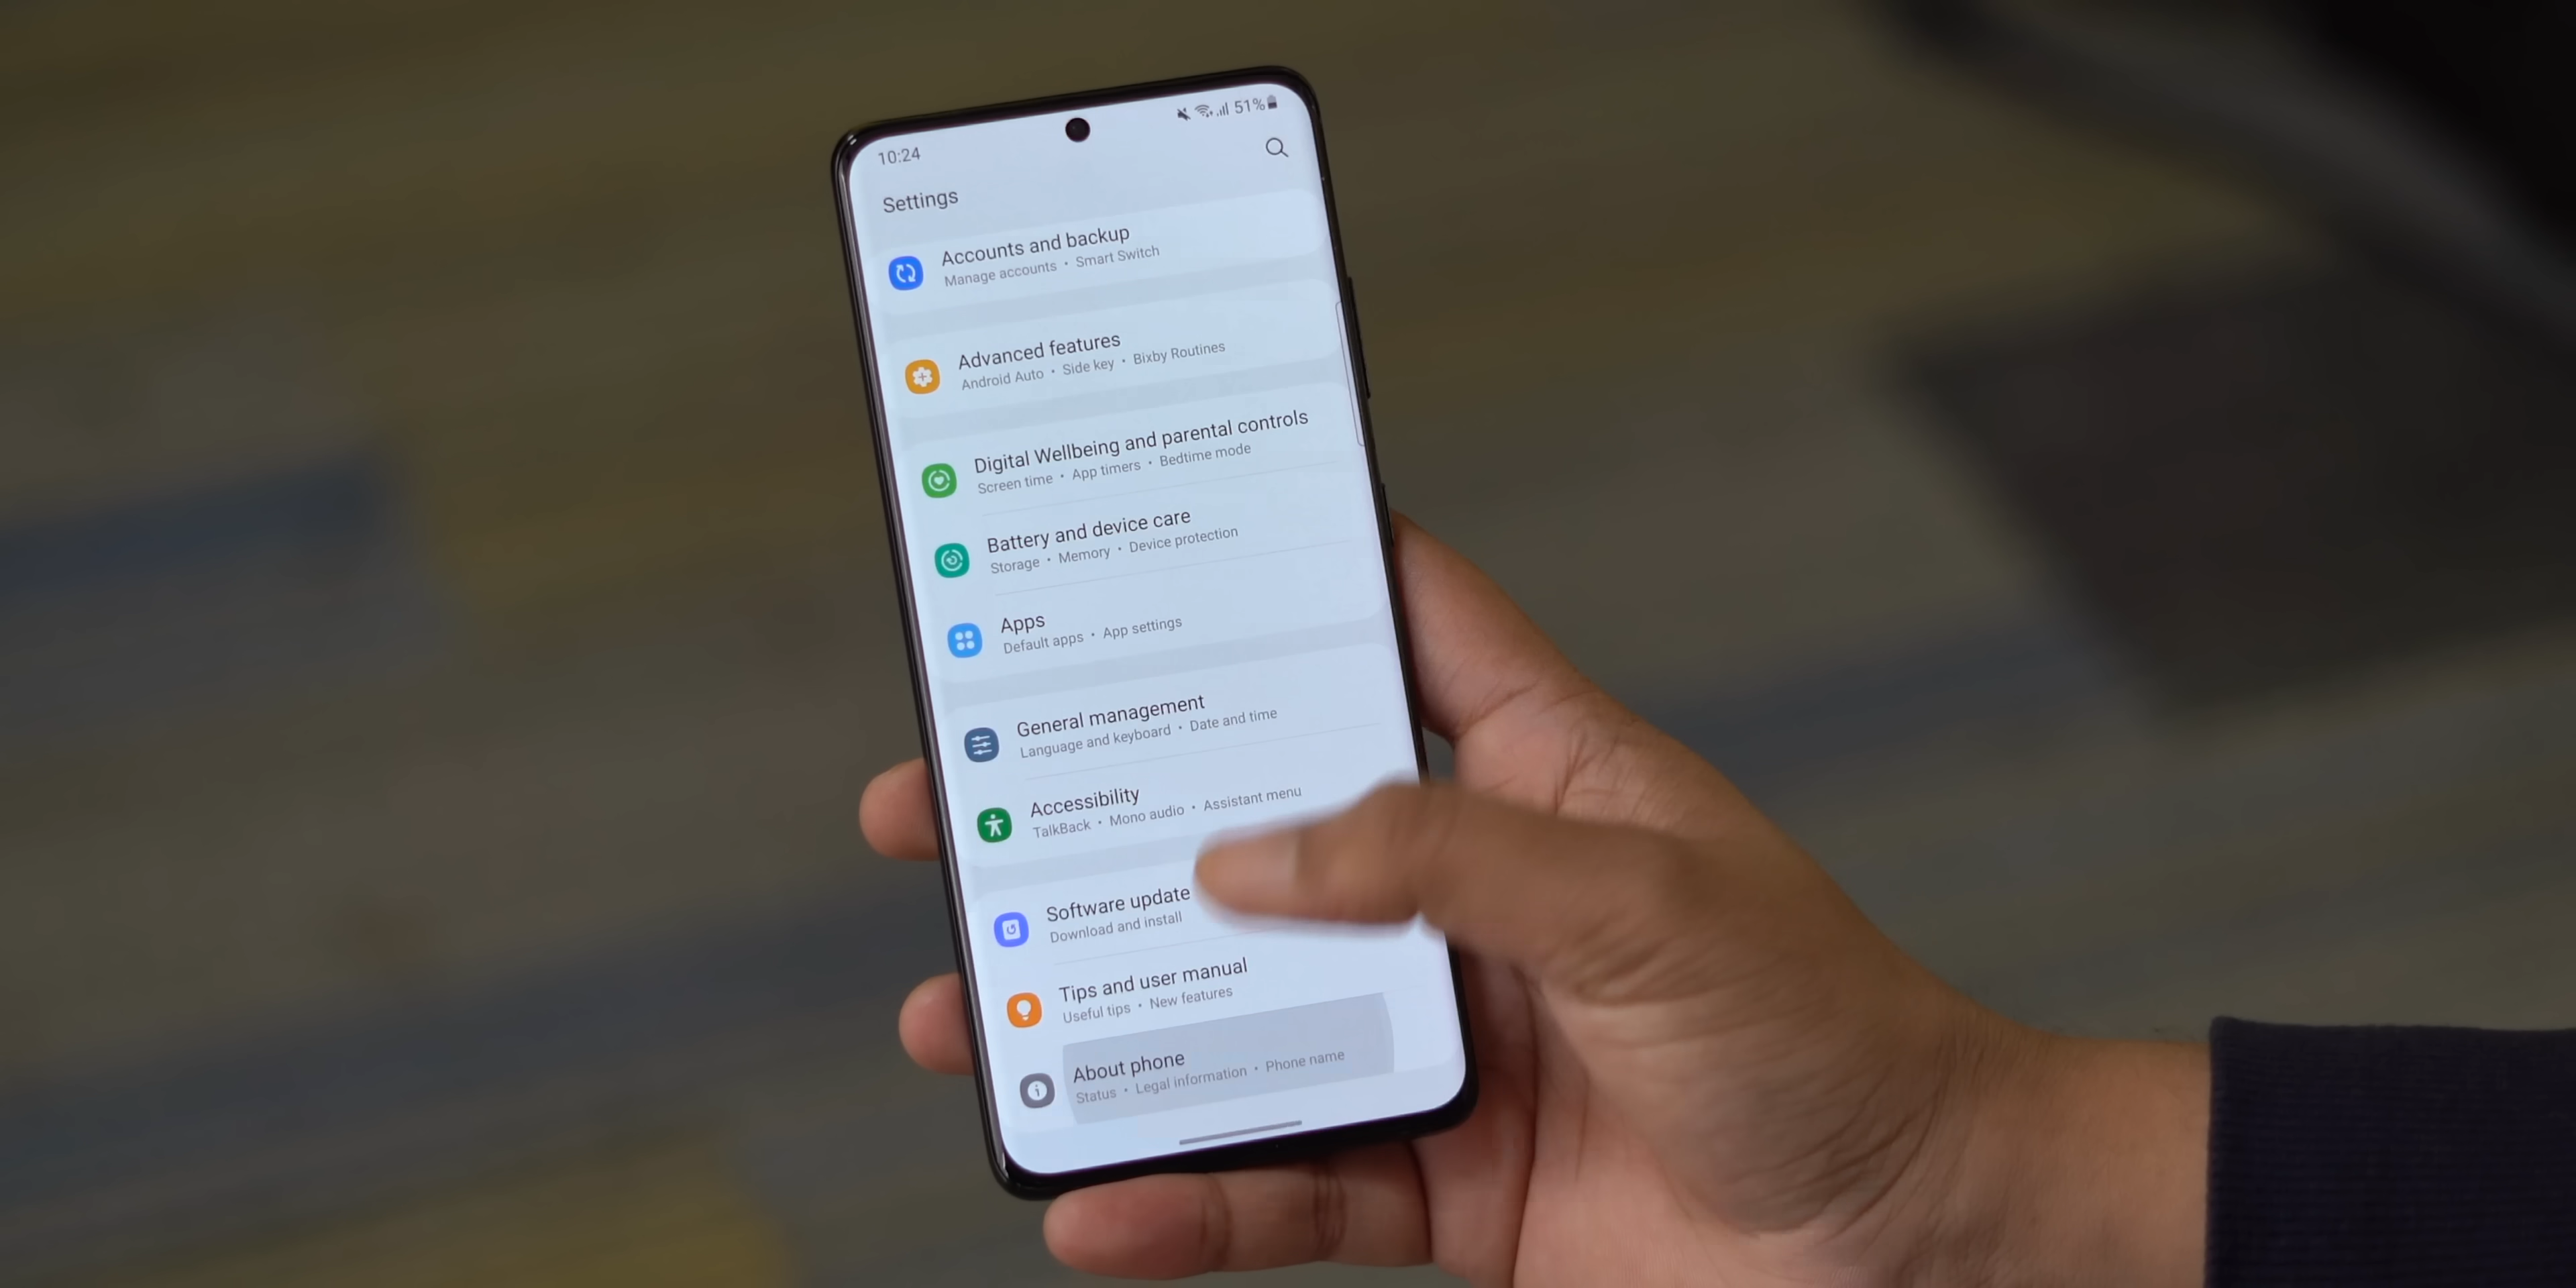 10:24
51%
Settings
Accounts and backup
Manage accounts • Smart Switch
Advanced features
Android Auto • Side key • Bixby Routines
Digital Wellbeing and parental controls
Screen time • App timers • Bedtime mode
Battery and device care
Storage • Memory • Device protection
Apps
Default apps • App settings
General management
Language and keyboard • Date and time
Accessibility
TalkBack • Mono audio • Assistant menu
Software update
Download and install
Tips and user manual
Useful tips • New features
About phone
Status • Legal information • Phone name